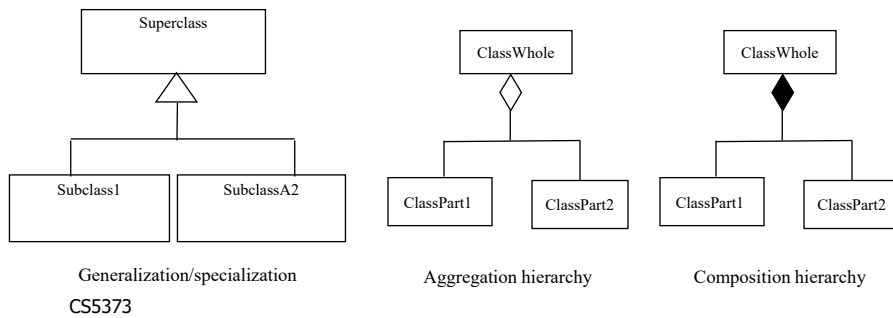 Superclass
Subclass1
SubclassA2
Generalization/specialization
ClassWhole
ClassPart1
ClassPart2
Aggregation hierarchy
ClassWhole
ClassPart1
ClassPart2
Composition hierarchy
CS5373